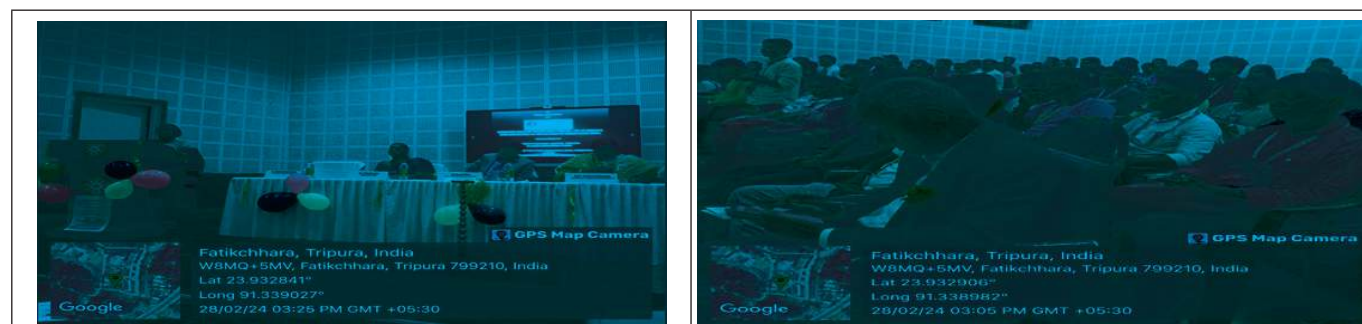 GPS Map Camera
Fatikchhara, Tripura, India
W8MQ+5MV, Fatikchhara, Tripura 799210, India
Lat 23.932841°
Long 91.339027°
28/02/24 03:25 PM GMT +05:30
Google
GPS Map Camera
Fatikchhara, Tripura, India
W8MQ+5MV, Fatikchhara, Tripura 799210, India
Lat 23.932906°
Long 91.338982°
28/02/24 03:05 PM GMT +05:30
Google